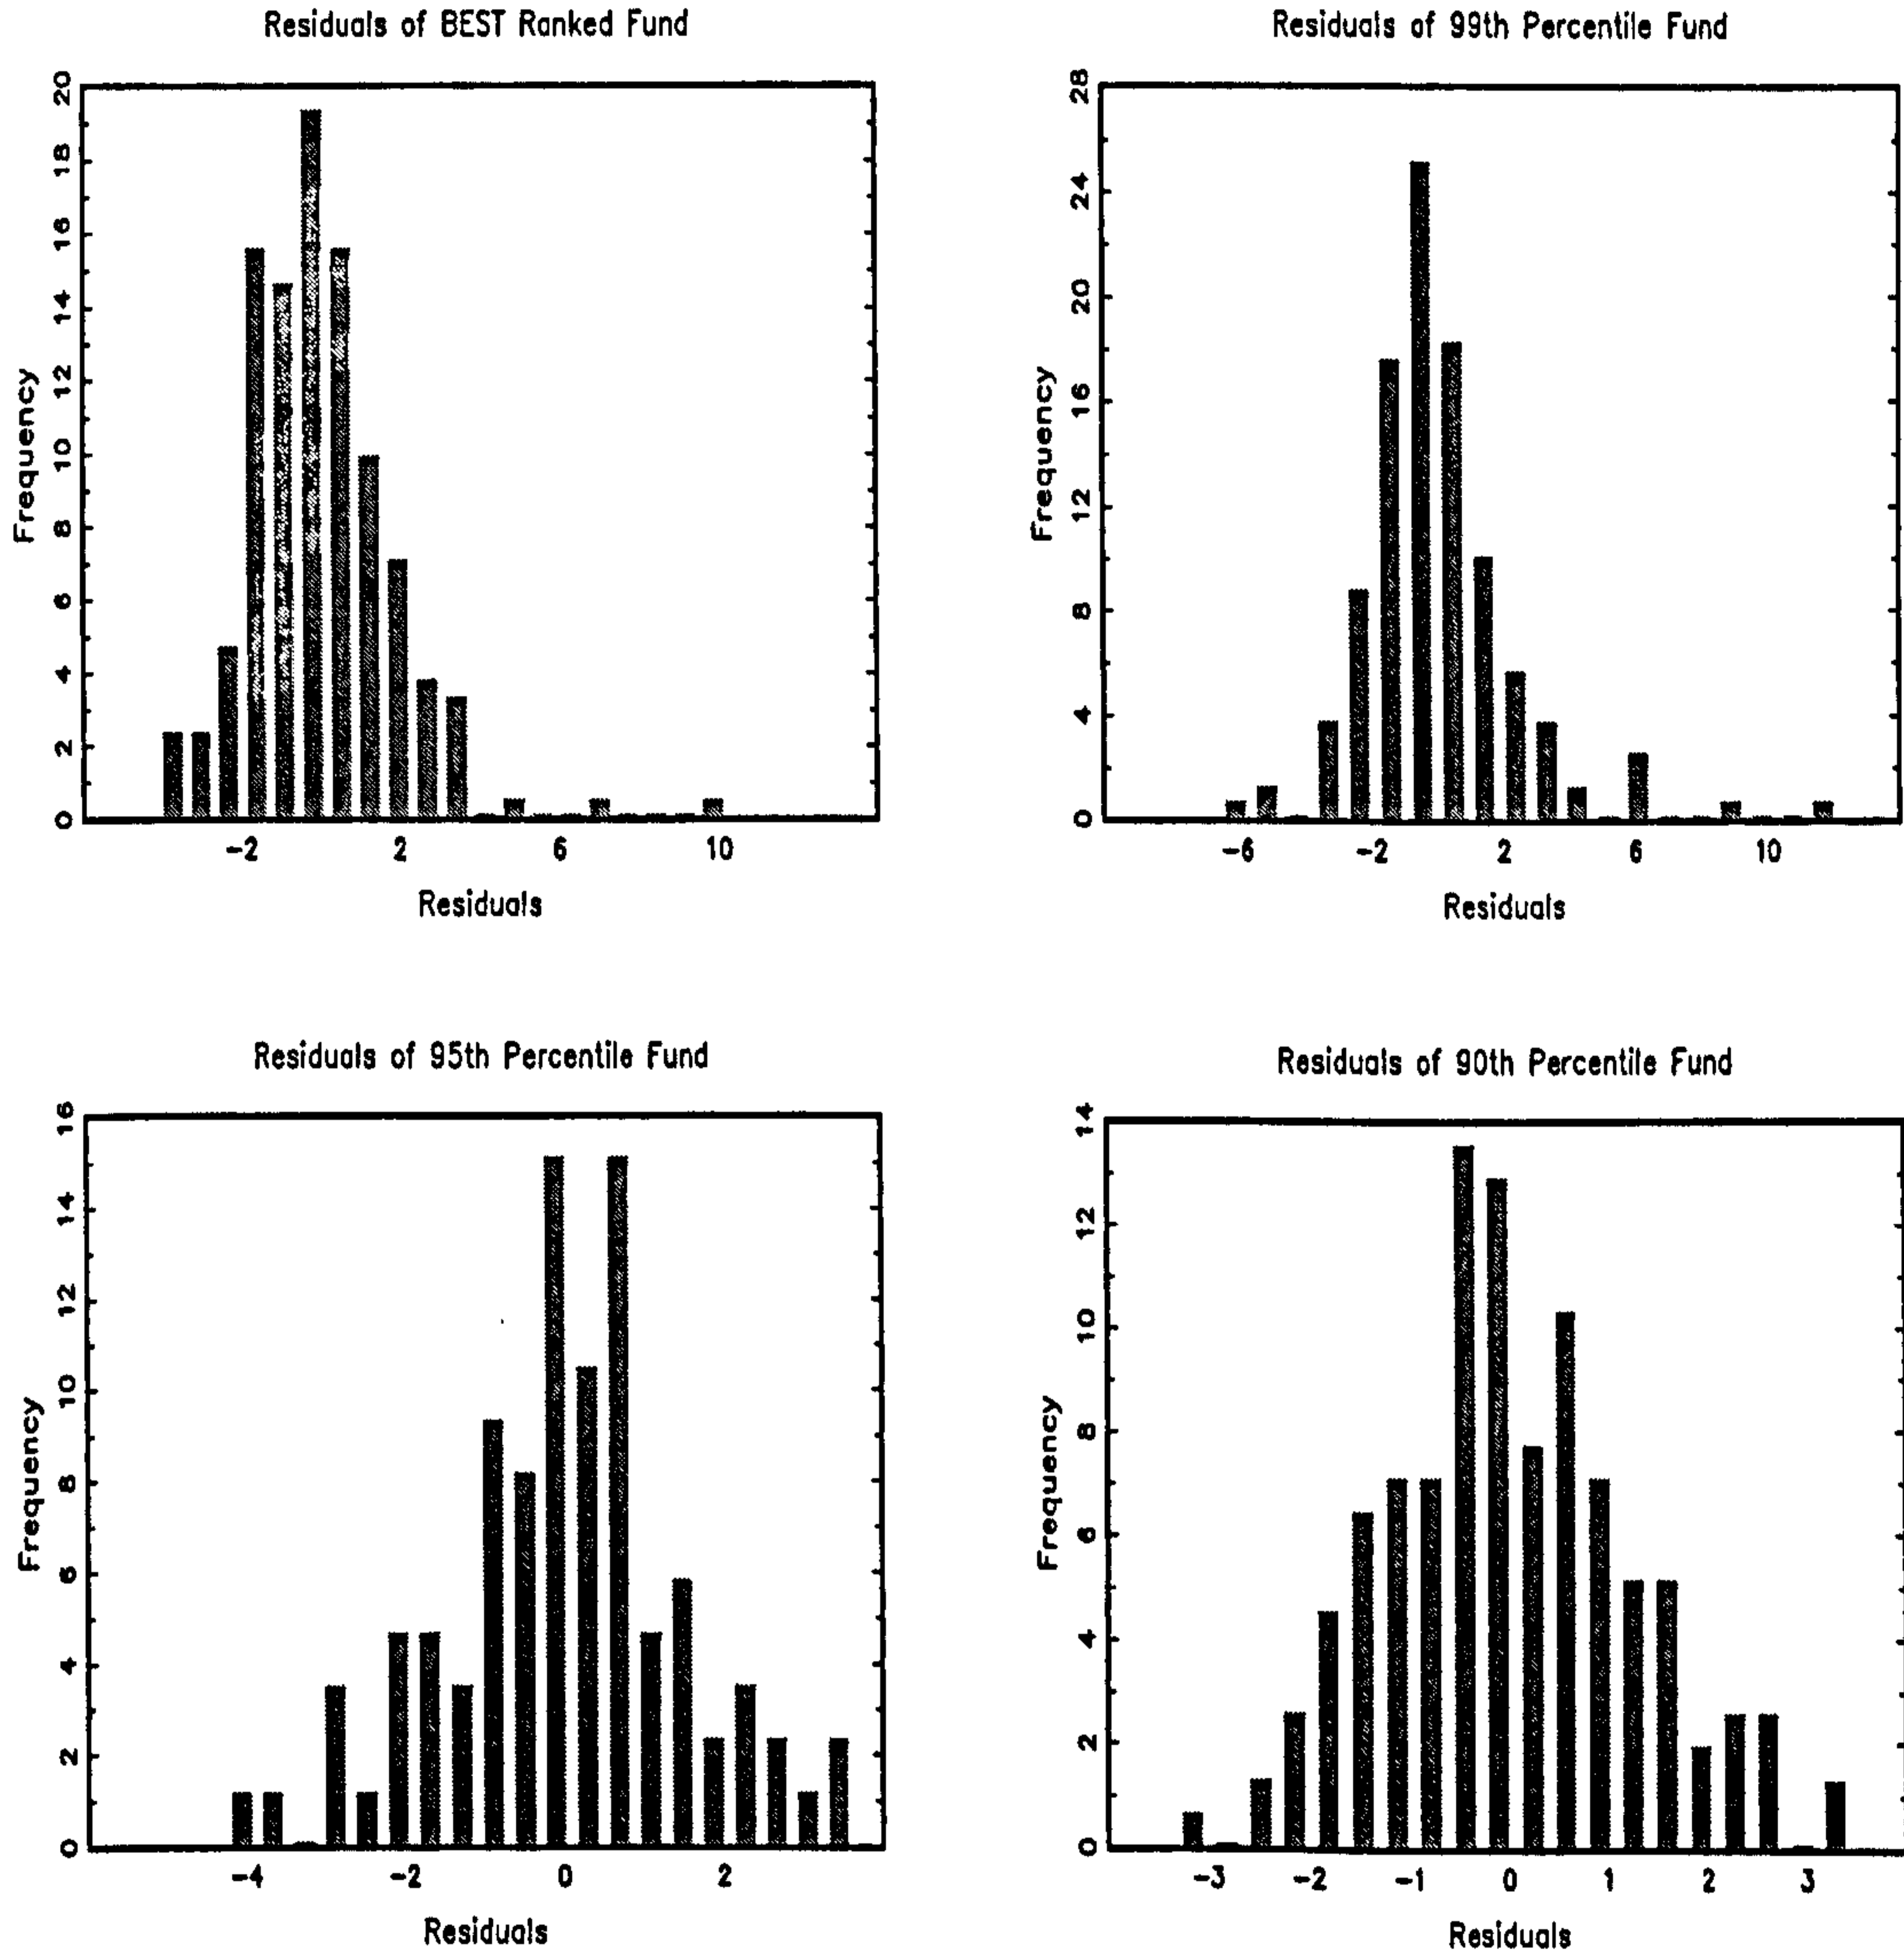 Residuals of BEST Ranked Fund
Frequency
20
18
16
14
12
10
8
6
4
2
0
-2 2 6 10
Residuals
Residuals of 99th Percentile Fund
Frequency
28
24
20
16
12
8
4
0
-6 -2 2 6 10
Residuals
Residuals of 95th Percentile Fund
Frequency
16
14
12
10
8
6
4
2
0
-4 -2 0 2
Residuals
Residuals of 90th Percentile Fund
Frequency
14
12
10
8
6
4
2
0
-3 -2 -1 0 1 2 3
Residuals